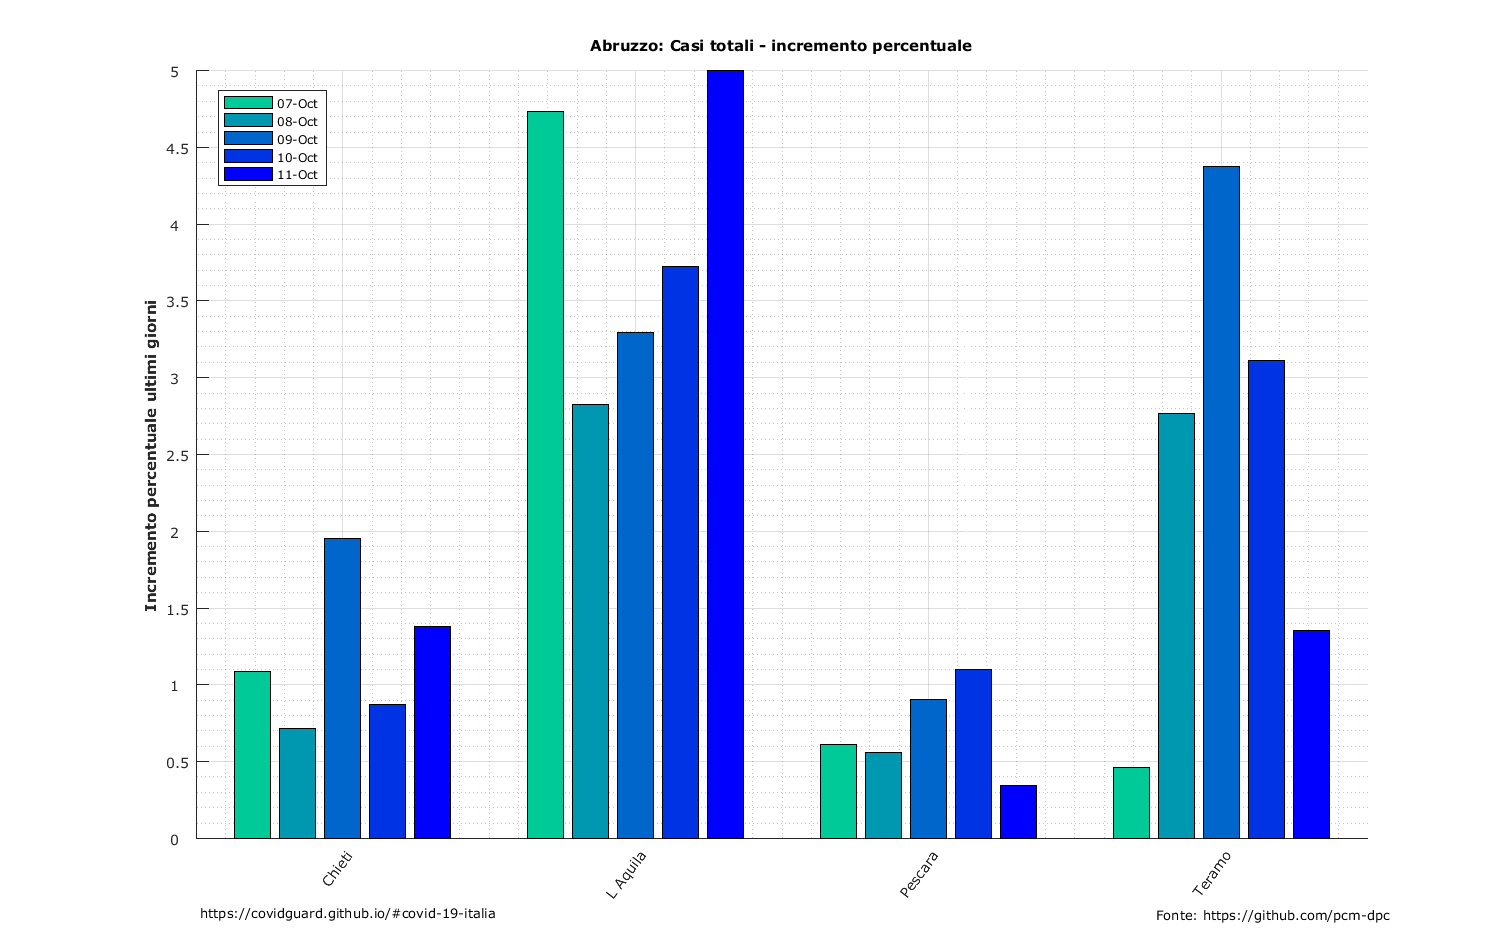 Abruzzo: Casi totali - incremento percentuale
07-Oct
08-Oct
09-Oct
10-Oct
11-Oct
Incremento percentuale ultimi giorni
5
4.5
4
3.5
3
2.5
2
1.5
1
0.5
0
Chieti
L Aquila
Pescara
Teramo
https://covidguard.github.io/#covid-19-italia
Fonte: https://github.com/pcm-dpc